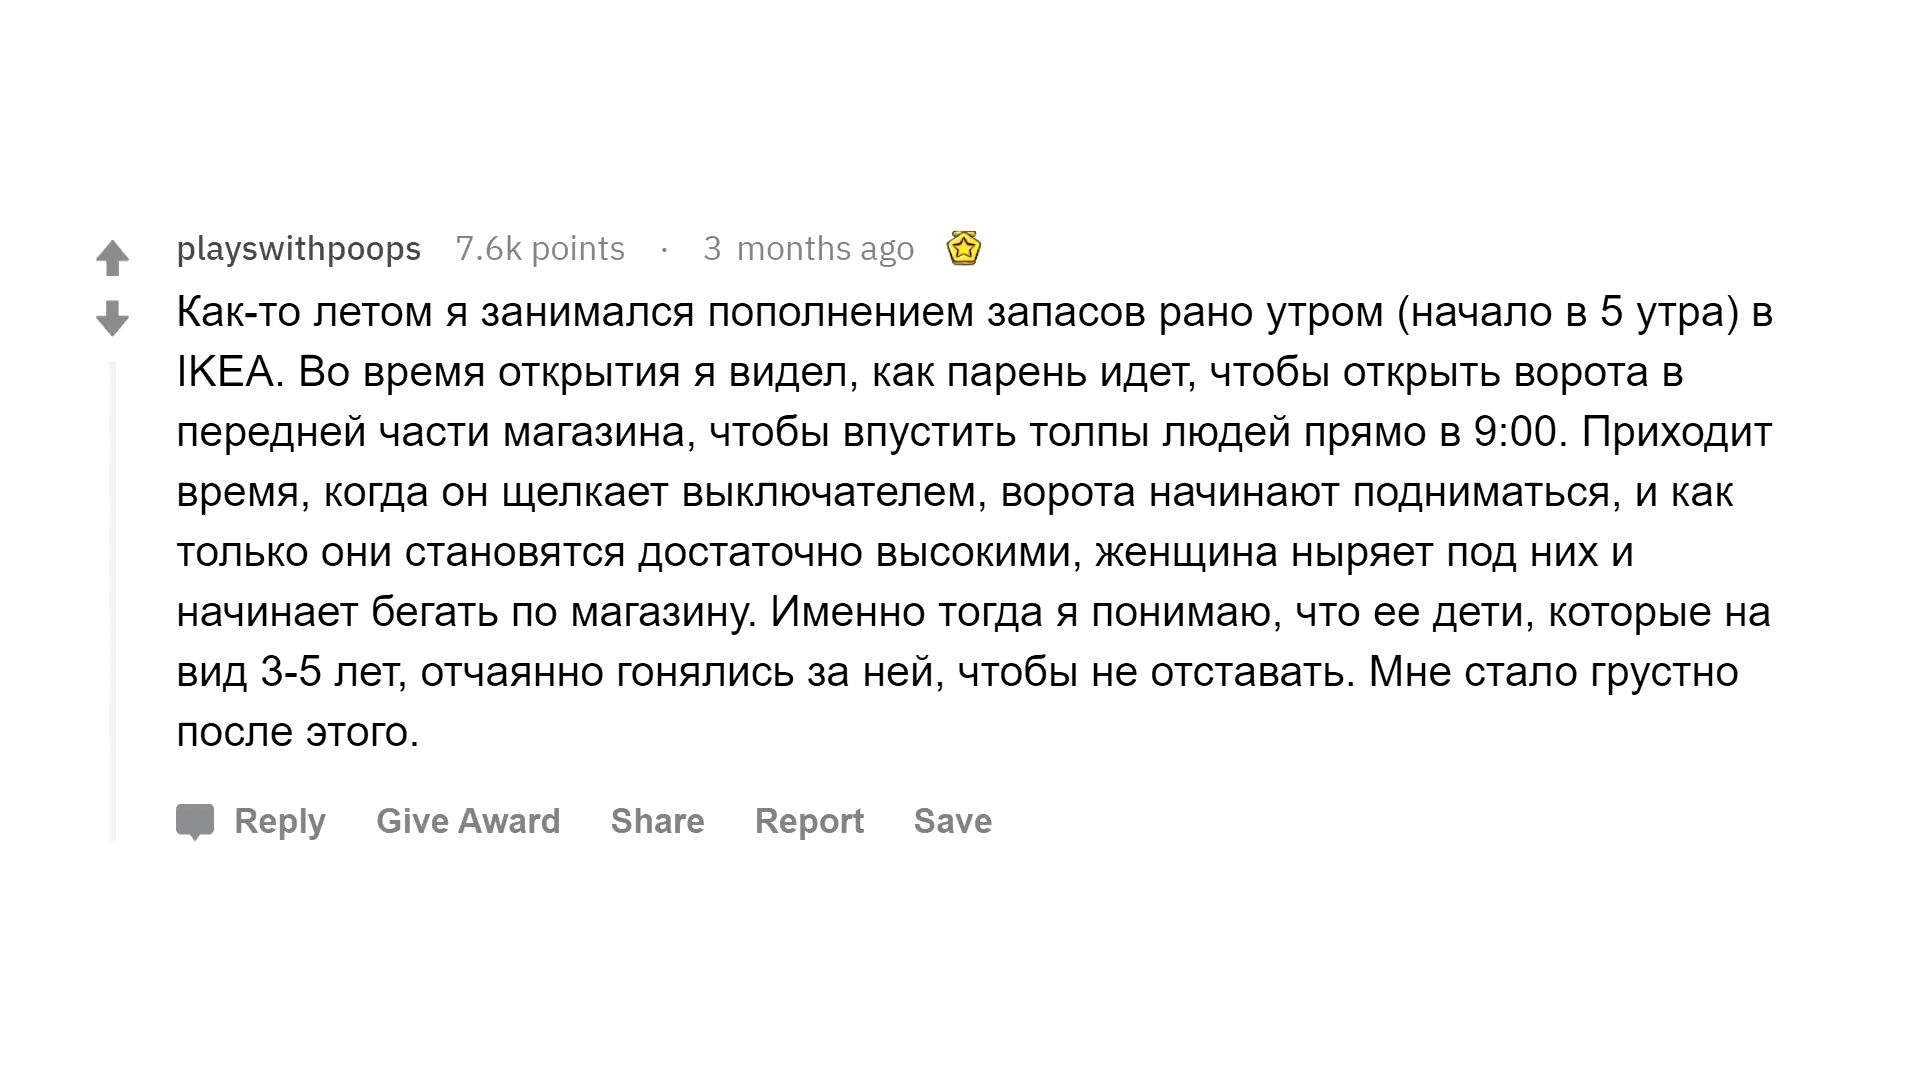 playswithpoops 7.6k points · 3 months ago
Как-то летом я занимался пополнением запасов рано утром (начало в 5 утра) в
IKEA. Во время открытия я видел, как парень идет, чтобы открыть ворота в
передней части магазина, чтобы впустить толпы людей прямо в 9:00. Приходит
время, когда он щелкает выключателем, ворота начинают подниматься, и как
только они становятся достаточно высокими, женщина ныряет под них и
начинает бегать по магазину. Именно тогда я понимаю, что ее дети, которые на
вид 3-5 лет, отчаянно гонялись за ней, чтобы не отставать. Мне стало грустно
после этого.
Reply Give Award Share Report Save